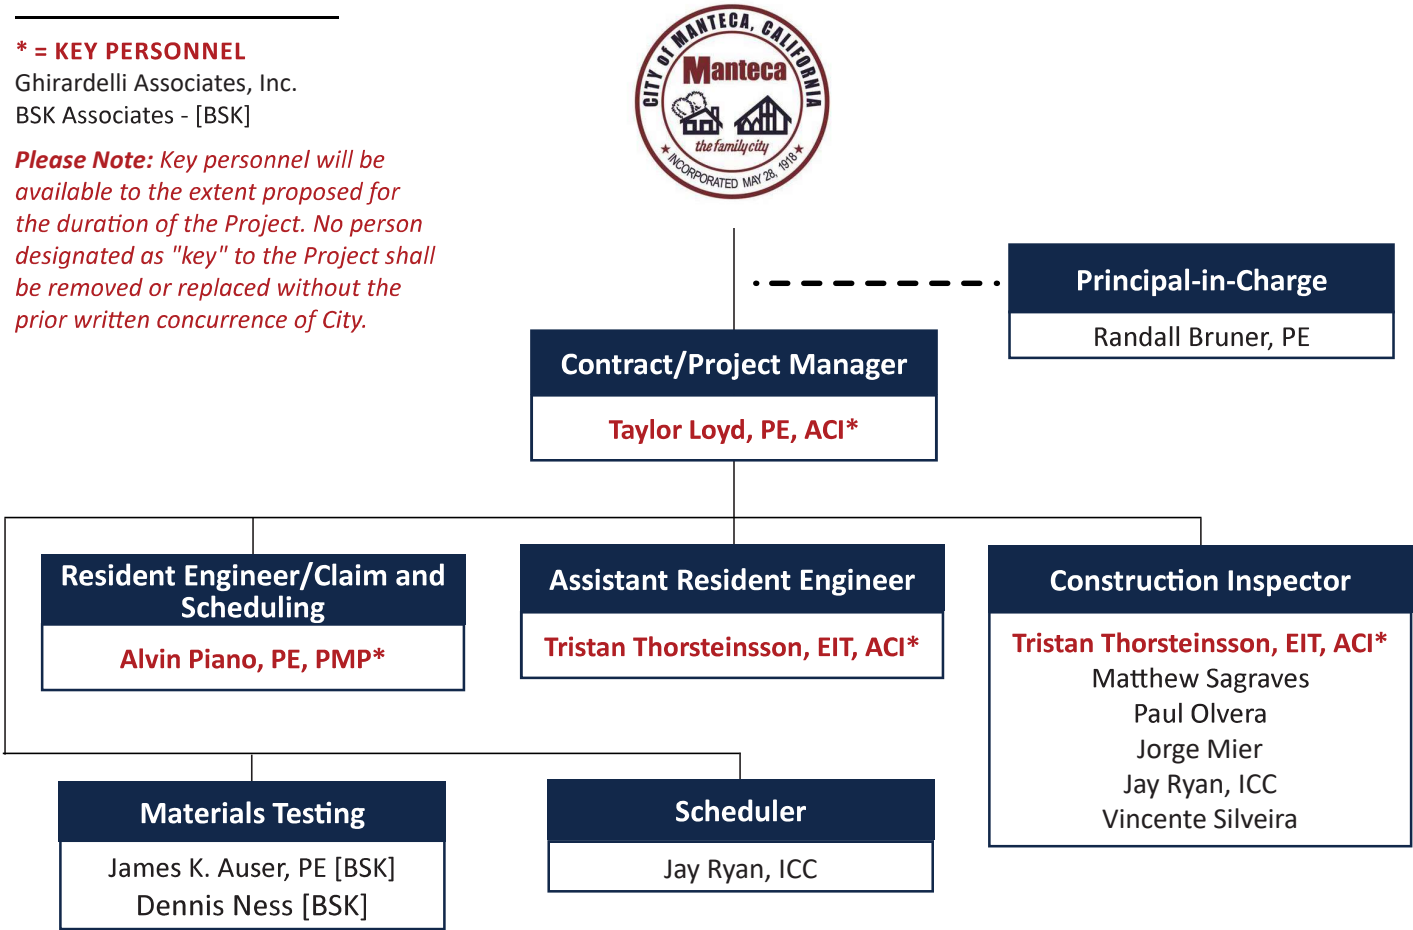 * = KEY PERSONNEL
Ghirardelli Associates, Inc.
BSK Associates - [BSK]
Please Note: Key personnel will be
available to the extent proposed for
the duration of the Project. No person
designated as "key" to the Project shall
be removed or replaced without the
prior written concurrence of City.
CITY OF MANTECA, CALIFORNIA
Manteca
the family city
INCORPORATED MAY 28, 1918
Principal-in-Charge
Randall Bruner, PE
Contract/Project Manager
Taylor Loyd, PE, ACI*
Resident Engineer/Claim and
Scheduling
Alvin Piano, PE, PMP*
Assistant Resident Engineer
Tristan Thorsteinsson, EIT, ACI*
Construction Inspector
Tristan Thorsteinsson, EIT, ACI*
Matthew Sagraves
Paul Olvera
Jorge Mier
Jay Ryan, ICC
Vincente Silveira
Materials Testing
James K. Auser, PE [BSK]
Dennis Ness [BSK]
Scheduler
Jay Ryan, ICC